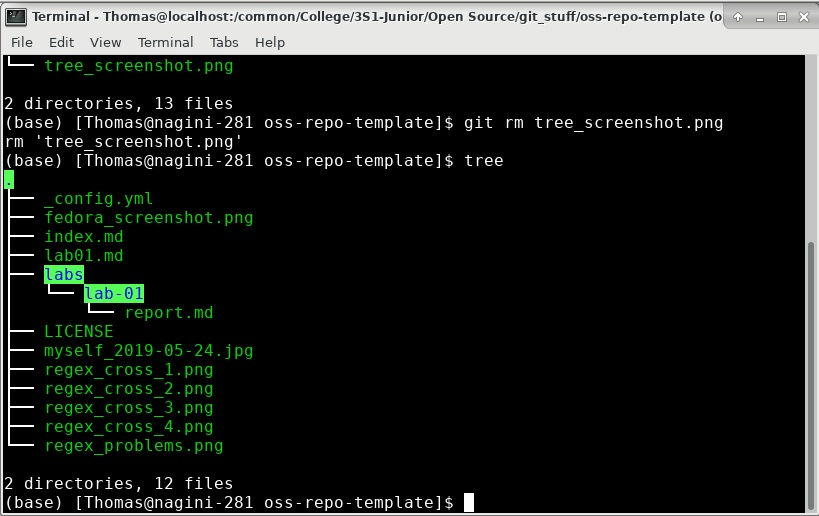 Terminal - Thomas@localhost:/common/College/3S1-Junior/Open Source/git_stuff/oss-repo-template (o
File Edit View Terminal Tabs Help
└── tree_screenshot.png
2 directories, 13 files
(base) [Thomas@nagini-281 oss-repo-template]$ git rm tree_screenshot.png
rm 'tree_screenshot.png'
(base) [Thomas@nagini-281 oss-repo-template]$ tree
.
├── _config.yml
├── fedora_screenshot.png
├── index.md
├── lab01.md
├── labs
│   └── lab-01
│       └── report.md
├── LICENSE
├── myself_2019-05-24.jpg
├── regex_cross_1.png
├── regex_cross_2.png
├── regex_cross_3.png
├── regex_cross_4.png
└── regex_problems.png
2 directories, 12 files
(base) [Thomas@nagini-281 oss-repo-template]$